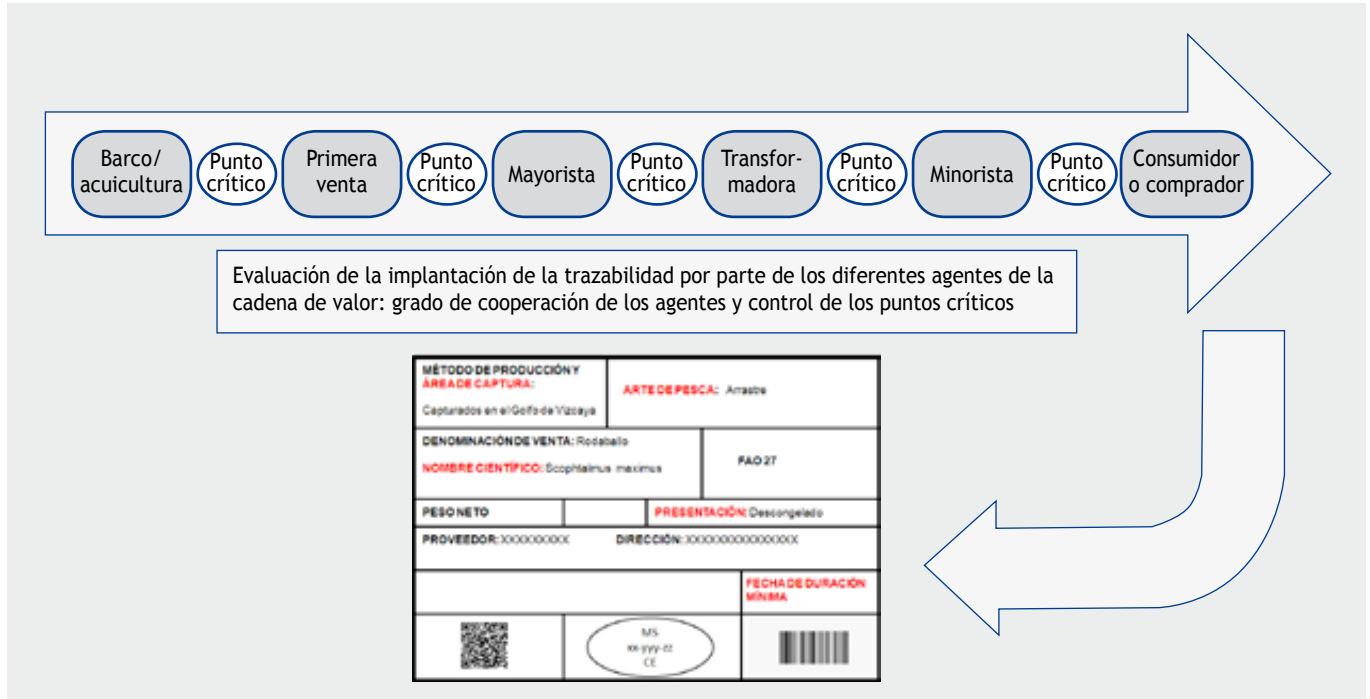 Barco/
acuicultura
Punto
crítico
Primera
venta
Punto
crítico
Mayorista
Punto
crítico
Transfor-
madora
Punto
crítico
Minorista
Punto
crítico
Consumidor
o comprador
Evaluación de la implantación de la trazabilidad por parte de los diferentes agentes de la
cadena de valor: grado de cooperación de los agentes y control de los puntos críticos
MÉTODO DE PRODUCCIÓN Y
ÁREA DE CAPTURA:
Capturados en el Golfo de Vizcaya
ARTE DE PESCA: Arrastre
DENOMINACIÓN DE VENTA: Rodaballo
NOMBRE CIENTÍFICO: Scophtalmus maximus
FAO 27
PESO NETO
PRESENTACIÓN: Descongelado
PROVEEDOR: XXXXXXXXXX
DIRECCIÓN: XXXXXXXXXXXXXXXX
FECHA DE DURACIÓN
MÍNIMA
MS
xx-yyy-zz
CE